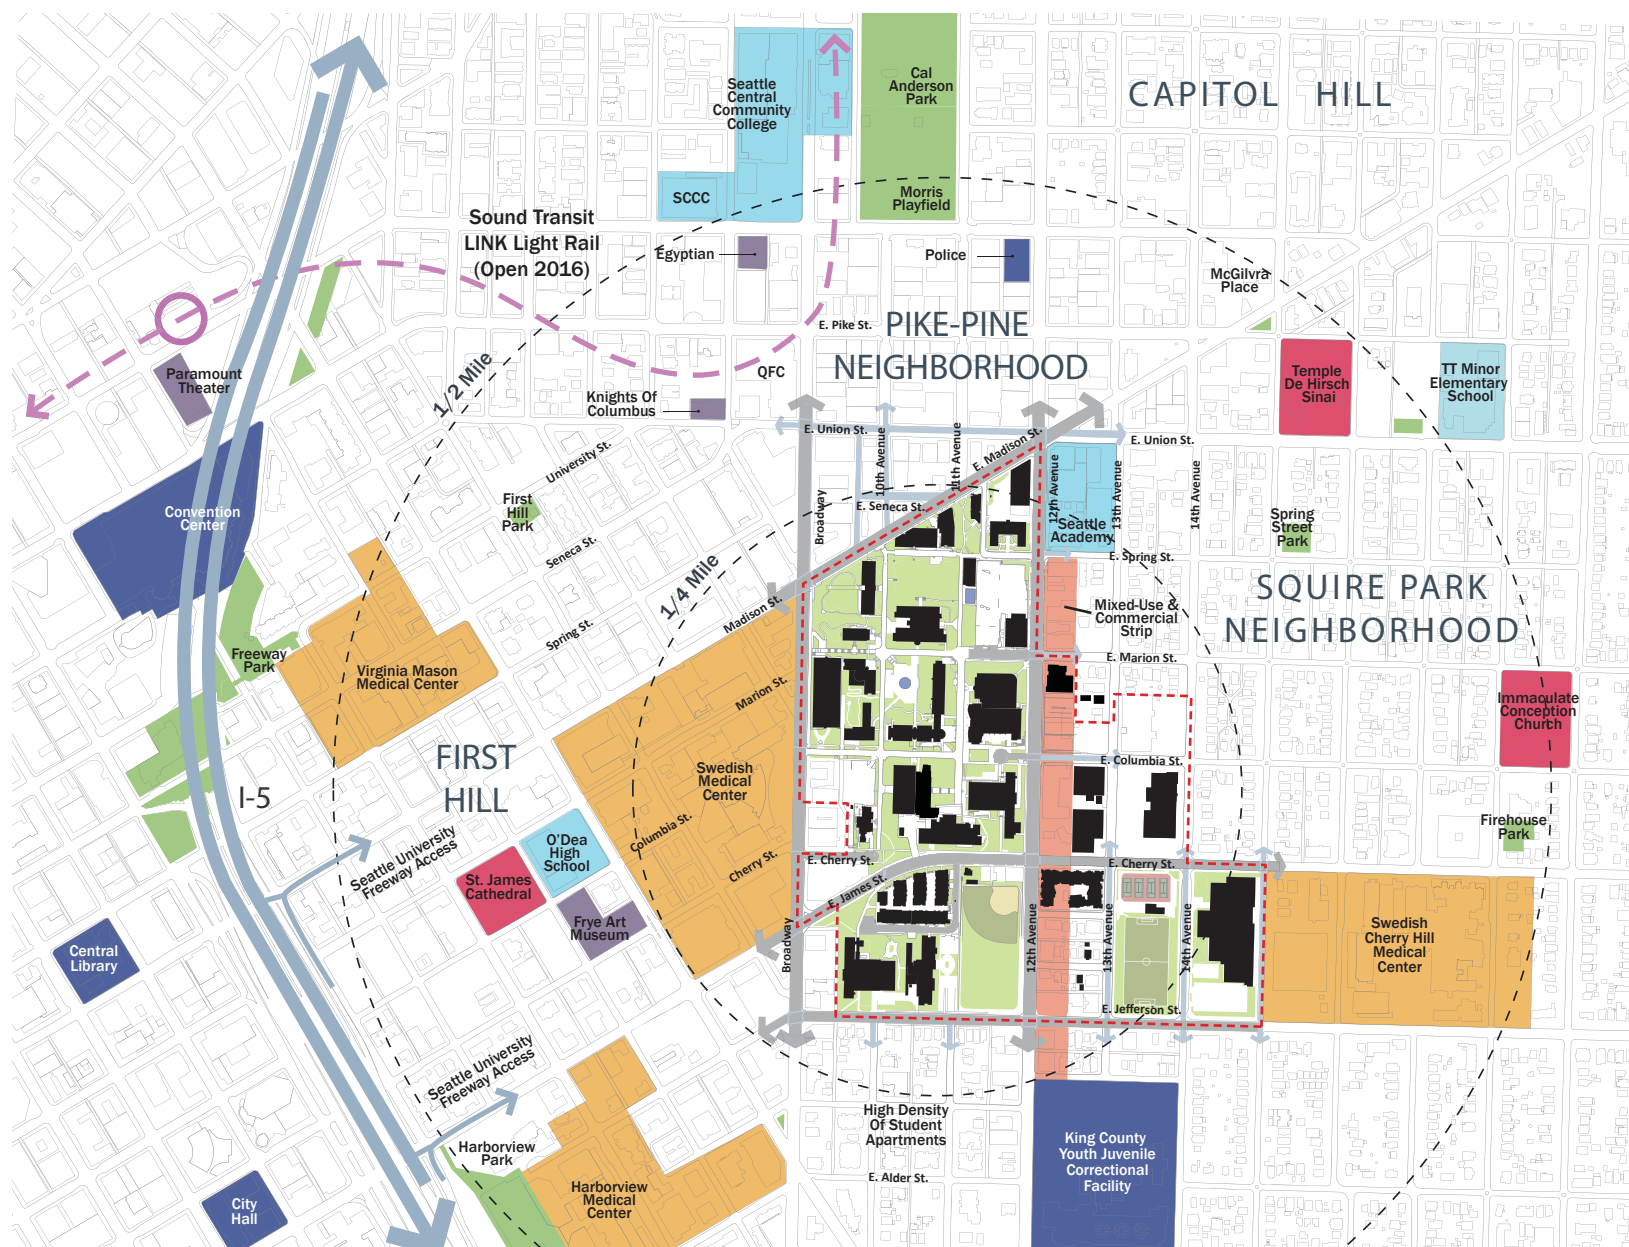 CAPITOL HILL
Seattle
Central
Community
College
Cal
Anderson
Park
SCCC
Morris
Playfield
Sound Transit
LINK Light Rail
(Open 2016)
Egyptian
Police
McGilvra
Place
E. Pike St.
PIKE-PINE
NEIGHBORHOOD
Paramount
Theater
1/2 Mile
QFC
Knights Of
Columbus
Temple
De Hirsch
Sinai
TT Minor
Elementary
School
E. Union St.
E. Madison St.
E. Union St.
University St.
10th Avenue
11th Avenue
12th Avenue
13th Avenue
14th Avenue
Broadway
E. Seneca St.
Convention
Center
First
Hill
Park
Seneca St.
Seattle
Academy
Spring
Street
Park
E. Spring St.
1/4 Mile
Madison St.
Spring St.
Mixed-Use &
Commercial
Strip
SQUIRE PARK
NEIGHBORHOOD
Freeway
Park
Virginia Mason
Medical Center
E. Marion St.
Marion St.
Immaculate
Conception
Church
FIRST
HILL
I-5
Swedish
Medical
Center
E. Columbia St.
Columbia St.
Firehouse
Park
Seattle University
Freeway Access
O'Dea
High
School
St. James
Cathedral
Cherry St.
E. Cherry St.
E. Cherry St.
E. James St.
Frye Art
Museum
Central
Library
Broadway
12th Avenue
13th Avenue
14th Avenue
Swedish
Cherry Hill
Medical
Center
E. Jefferson St.
Seattle University
Freeway Access
High Density
Of Student
Apartments
King County
Youth Juvenile
Correctional
Facility
Harborview
Park
E. Alder St.
Harborview
Medical
Center
City
Hall